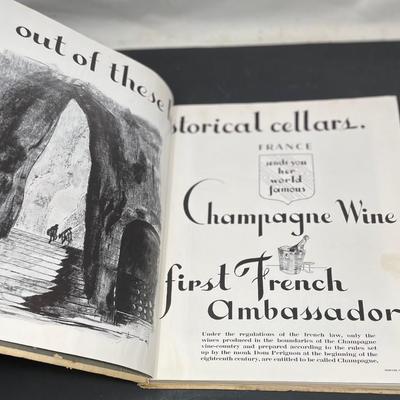 out of these
storical cellars.
FRANCE
sends you
her
world
famous
Champagne Wine
first French
Ambassador
Under the regulations of the french law, only the
wines produced in the boundaries of the Champagne
vine-country and prepared according to the rules set
up by the monk Dom Perignon at the beginning of the
eighteenth century, are entitled to be called Champagne.